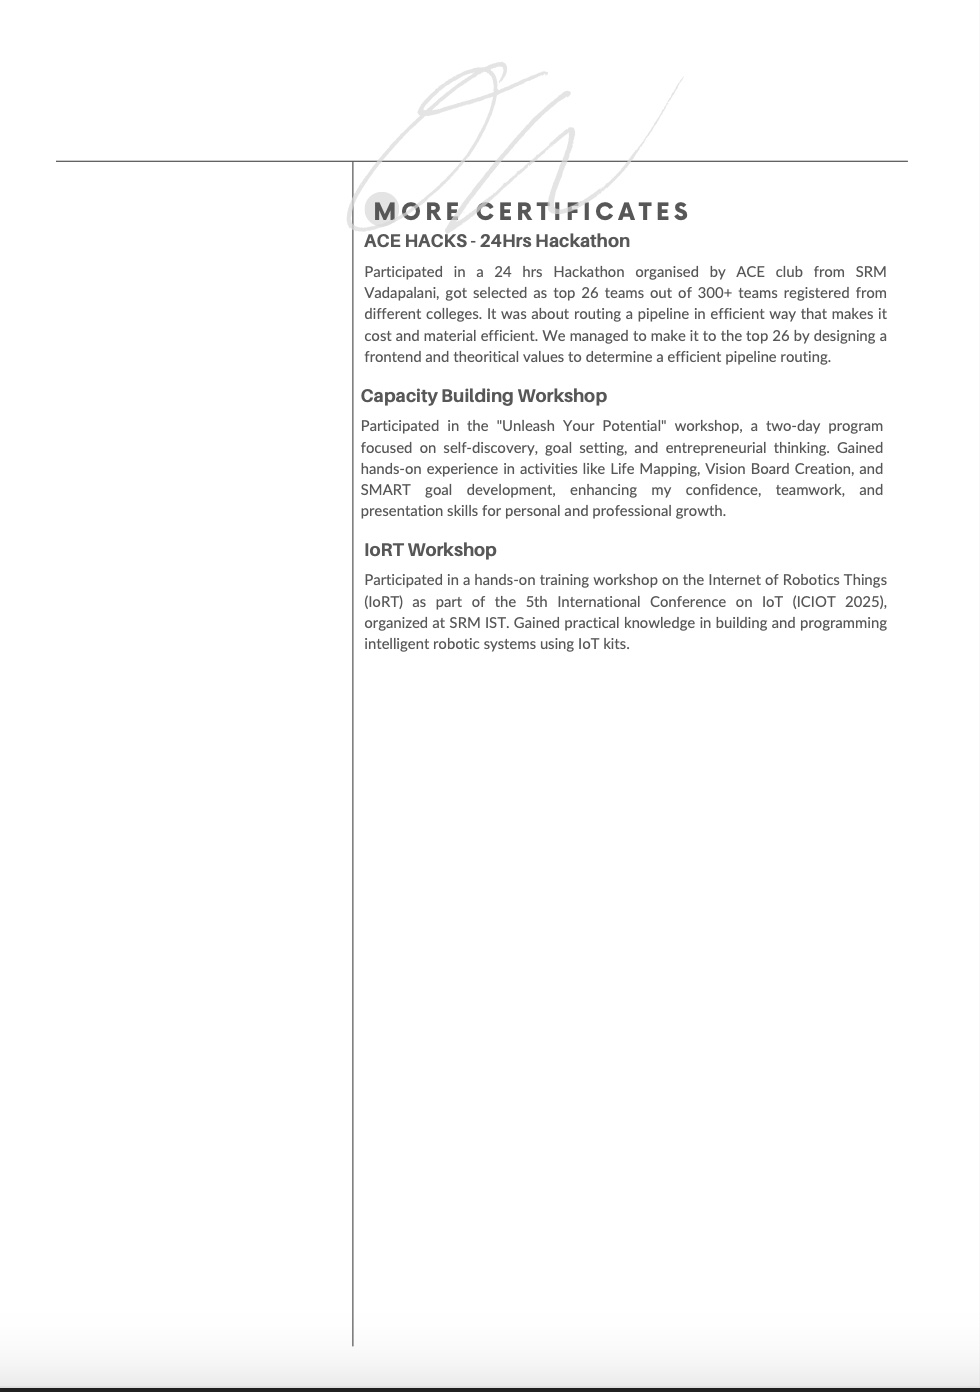 MORE CERTIFICATES
ACE HACKS - 24Hrs Hackathon
Participated in a 24 hrs Hackathon organised by ACE club from SRM
Vadapalani, got selected as top 26 teams out of 300+ teams registered from
different colleges. It was about routing a pipeline in efficient way that makes it
cost and material efficient. We managed to make it to the top 26 by designing a
frontend and theoritical values to determine a efficient pipeline routing.
Capacity Building Workshop
Participated in the "Unleash Your Potential" workshop, a two-day program
focused on self-discovery, goal setting, and entrepreneurial thinking. Gained
hands-on experience in activities like Life Mapping, Vision Board Creation, and
SMART goal development, enhancing my confidence, teamwork, and
presentation skills for personal and professional growth.
IoRT Workshop
Participated in a hands-on training workshop on the Internet of Robotics Things
(IoRT) as part of the 5th International Conference on IoT (ICIOT 2025),
organized at SRM IST. Gained practical knowledge in building and programming
intelligent robotic systems using IoT kits.